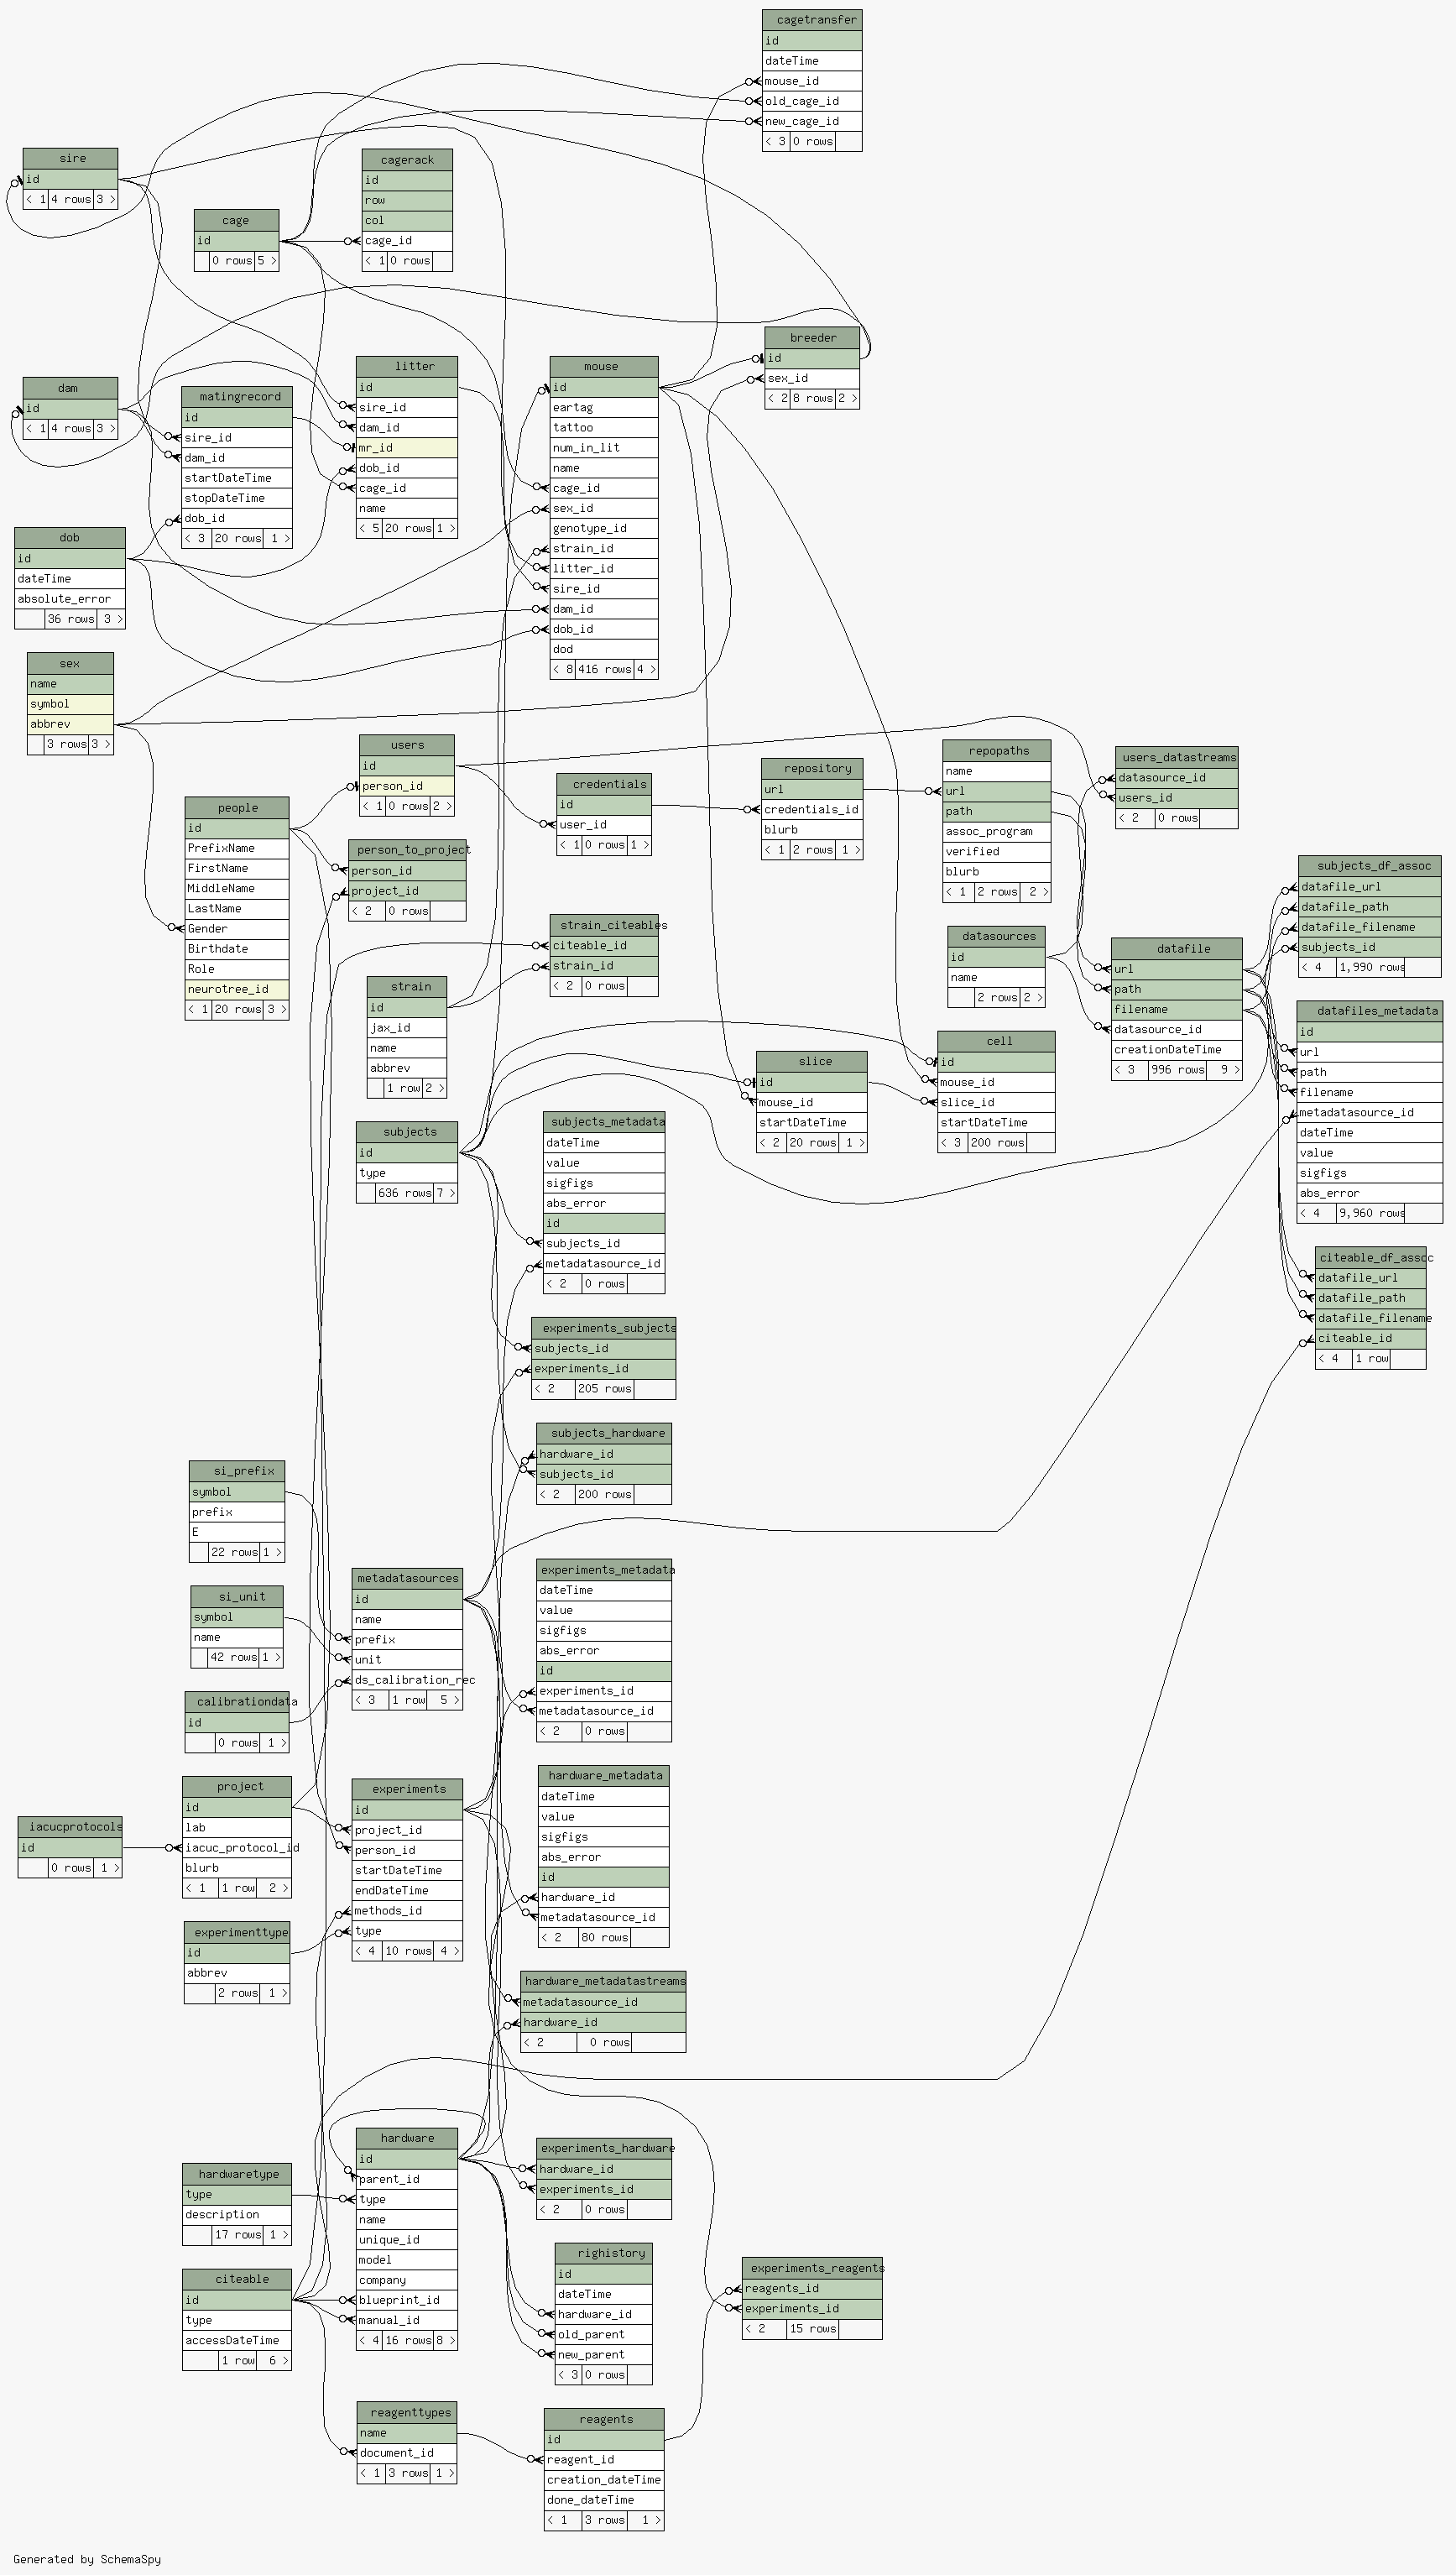 cagetransfer
id
dateTime
mouse_id
old_cage_id
new_cage_id
< 3 0 rows
sire
id
< 1 4 rows 3 >
cagerack
id
row
col
cage_id
< 1 0 rows
cage
id
0 rows 5 >
breeder
id
sex_id
< 2 8 rows 2 >
litter
id
sire_id
dam_id
mr_id
dob_id
cage_id
name
< 5 20 rows 1 >
mouse
id
eartag
tattoo
num_in_lit
name
cage_id
sex_id
genotype_id
strain_id
litter_id
sire_id
dam_id
dob_id
dod
< 8 416 rows 4 >
dam
id
< 1 4 rows 3 >
matingrecord
id
sire_id
dam_id
startDateTime
stopDateTime
dob_id
< 3 20 rows 1 >
dob
id
dateTime
absolute_error
36 rows 3 >
sex
name
symbol
abbrev
3 rows 3 >
users
id
person_id
< 1 0 rows 2 >
people
id
PrefixName
FirstName
MiddleName
LastName
Gender
Birthdate
Role
neurotree_id
< 1 20 rows 3 >
person_to_project
person_id
project_id
< 2 0 rows
credentials
id
user_id
< 1 0 rows 1 >
repository
url
credentials_id
blurb
< 1 2 rows 1 >
repopaths
name
url
path
assoc_program
verified
blurb
< 1 2 rows 2 >
users_datastreams
datasource_id
users_id
< 2 0 rows
subjects_df_assoc
datafile_url
datafile_path
datafile_filename
subjects_id
< 4 1,990 rows
strain_citeables
citeable_id
strain_id
< 2 0 rows
datasources
id
name
2 rows 2 >
datafile
url
path
filename
datasource_id
creationDateTime
< 3 996 rows 9 >
strain
id
jax_id
name
abbrev
1 row 2 >
datafiles_metadata
id
url
path
filename
metadatasource_id
dateTime
value
sigfigs
abs_error
< 4 9,960 rows
cell
id
mouse_id
slice_id
startDateTime
< 3 200 rows
slice
id
mouse_id
startDateTime
< 2 20 rows 1 >
subjects
id
type
636 rows 7 >
subjects_metadata
dateTime
value
sigfigs
abs_error
id
subjects_id
metadatasource_id
< 2 0 rows
citeable_df_assoc
datafile_url
datafile_path
datafile_filename
citeable_id
< 4 1 row
experiments_subjects
subjects_id
experiments_id
< 2 205 rows
subjects_hardware
hardware_id
subjects_id
< 2 200 rows
si_prefix
symbol
prefix
E
22 rows 1 >
si_unit
symbol
name
42 rows 1 >
metadatasources
id
name
prefix
unit
ds_calibration_rec
< 3 1 row 5 >
experiments_metadata
dateTime
value
sigfigs
abs_error
id
experiments_id
metadatasource_id
< 2 0 rows
calibrationdata
id
0 rows 1 >
project
id
lab
iacuc_protocol_id
blurb
< 1 1 row 2 >
iacucprotocols
id
0 rows 1 >
experiments
id
project_id
person_id
startDateTime
endDateTime
methods_id
type
< 4 10 rows 4 >
hardware_metadata
dateTime
value
sigfigs
abs_error
id
hardware_id
metadatasource_id
< 2 80 rows
experimenttype
id
abbrev
2 rows 1 >
hardware_metadatastreams
metadatasource_id
hardware_id
< 2 0 rows
hardware
id
parent_id
type
name
unique_id
model
company
blueprint_id
manual_id
< 4 16 rows 8 >
experiments_hardware
hardware_id
experiments_id
< 2 0 rows
hardwaretype
type
description
17 rows 1 >
righistory
id
dateTime
hardware_id
old_parent
new_parent
< 3 0 rows
experiments_reagents
reagents_id
experiments_id
< 2 15 rows
citeable
id
type
accessDateTime
1 row 6 >
reagenttypes
name
document_id
< 1 3 rows 1 >
reagents
id
reagent_id
creation_dateTime
done_dateTime
< 1 3 rows 1 >
Generated by SchemaSpy